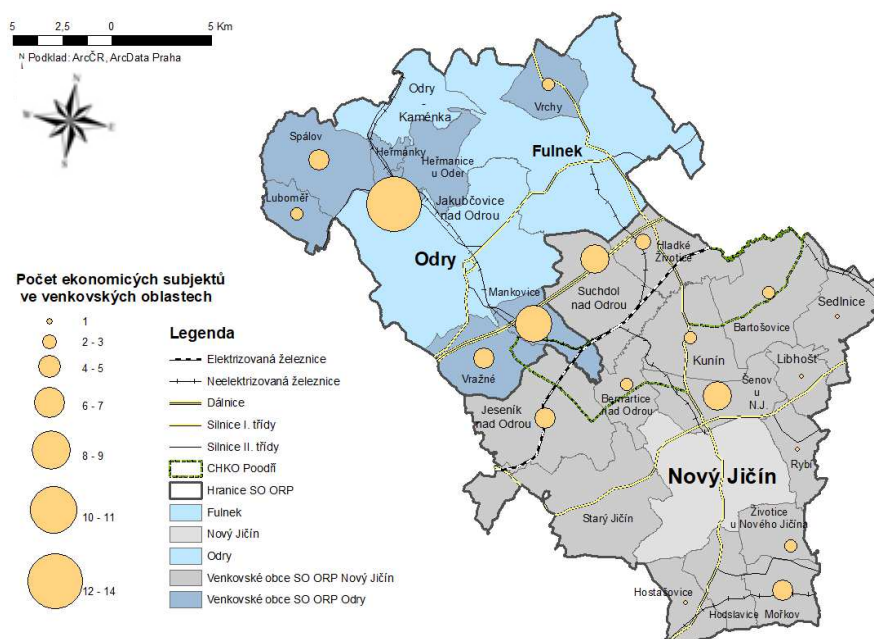 5 2,5 0 5 Km
N Podklad: ArcČR, ArcData Praha
N
W E
S
Odry
-
Kaménka
Vrchy
Spálov
Heřmánky
Heřmanice
u Oder
Fulnek
Luboměř
Jakubčovice
nad Odrou
Hladké
Životice
Odry
Mankovice
Suchdol
nad Odrou
Bartošovice
Sedlnice
Vražné
Kunín
Libhošť
Šenov
u
N.J.
Bernartice
nad Odrou
Jeseník
nad Odrou
Nový Jičín
Rybí
Starý Jičín
Životice
u Nového Jičína
Hostašovice
Hodslavice
Mořkov
Počet ekonomicých subjektů
ve venkovských oblastech
1
2 - 3
4 - 5
6 - 7
8 - 9
10 - 11
12 - 14
Legenda
Elektrizovaná železnice
Neelektrizovaná železnice
Dálnice
Silnice I. třídy
Silnice II. třídy
CHKO Poodří
Hranice SO ORP
Fulnek
Nový Jičín
Odry
Venkovské obce SO ORP Nový Jičín
Venkovské obce SO ORP Odry